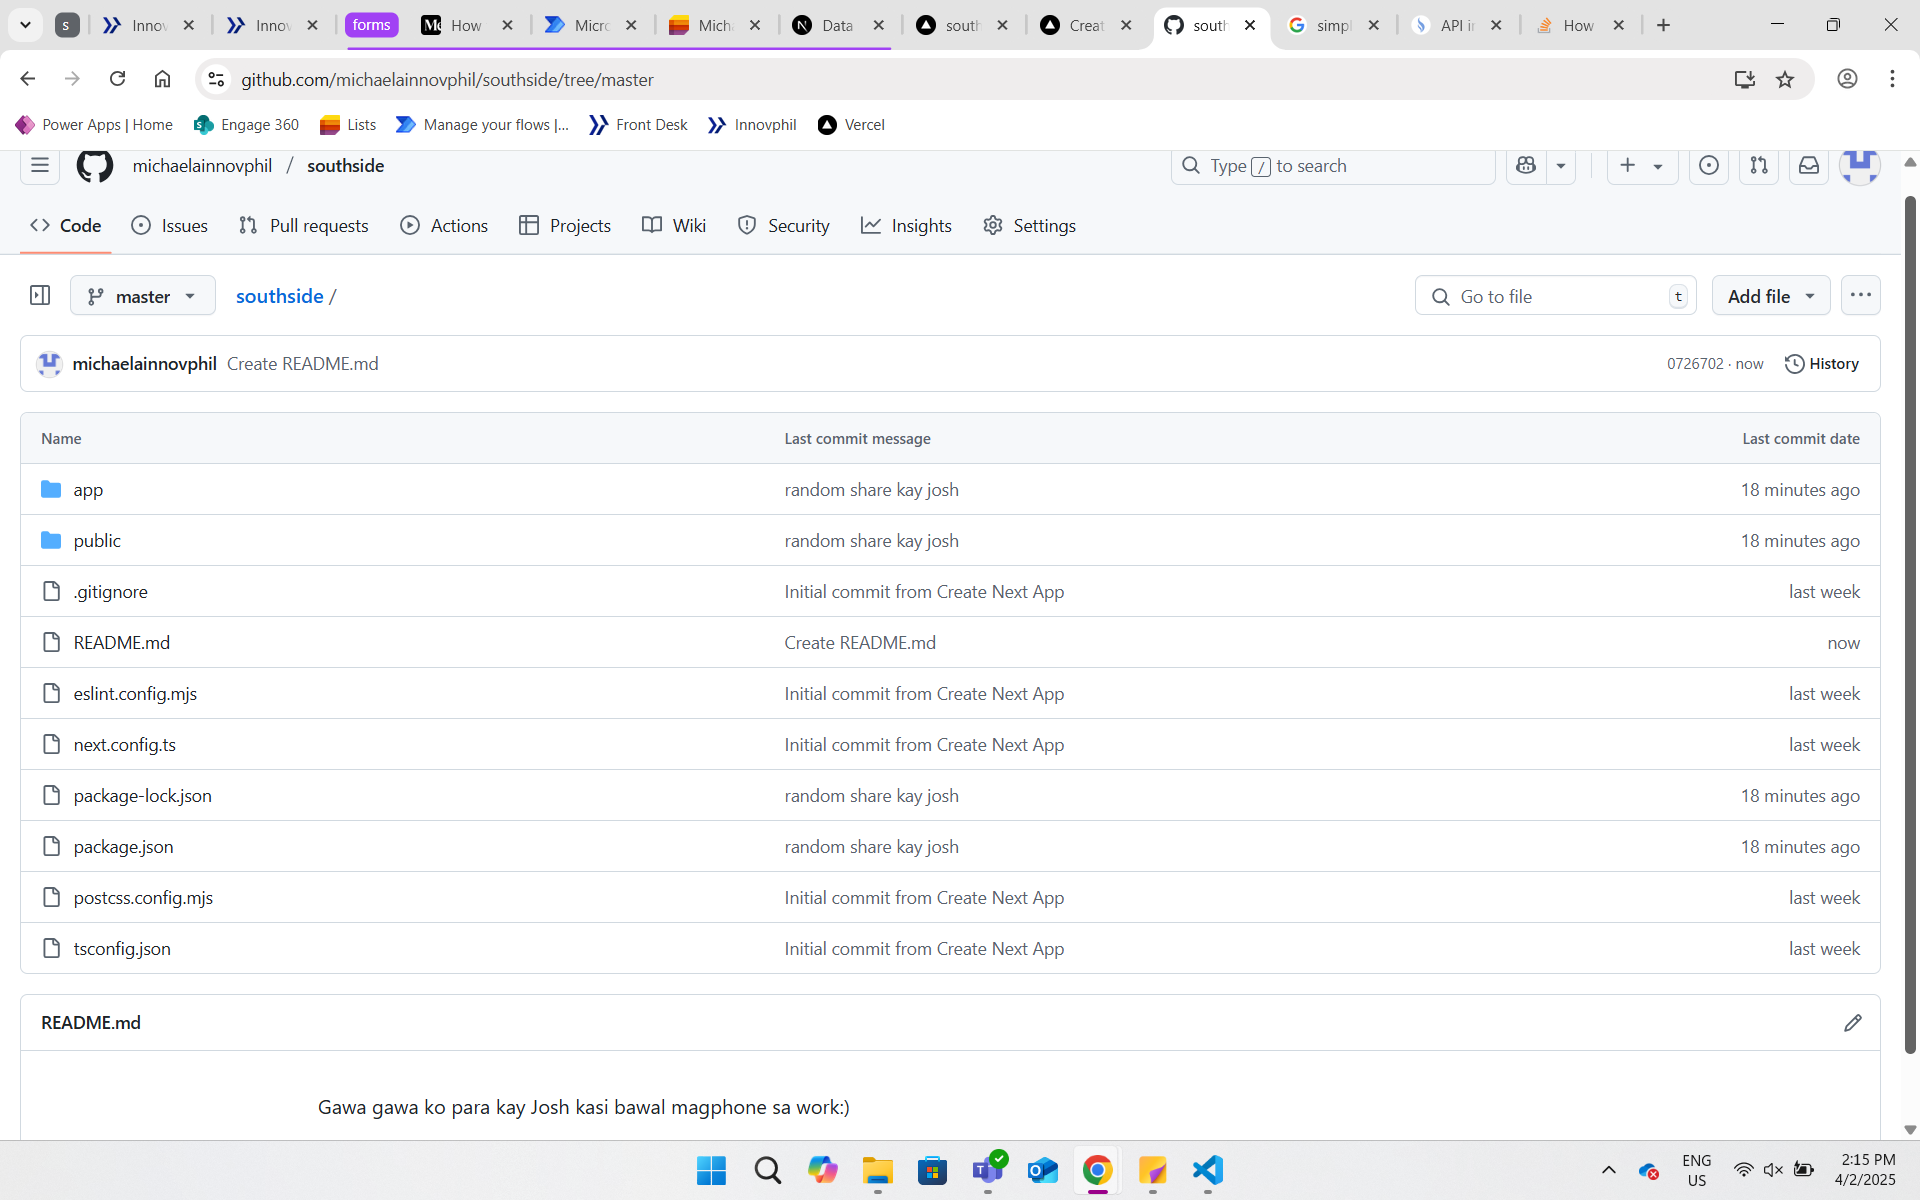 s
Innov
Innov
forms
How
Micro
Micha
Data
south
Creat
south
simpl
API in
How
github.com/michaelainnovphil/southside/tree/master
Power Apps | Home
Engage 360
Lists
Manage your flows |...
Front Desk
Innovphil
Vercel
michaelainnovphil / southside
Type / to search
Code
Issues
Pull requests
Actions
Projects
Wiki
Security
Insights
Settings
master
southside /
Go to file
t
Add file
michaelainnovphil Create README.md
0726702 · now
History
Name Last commit message Last commit date
app random share kay josh 18 minutes ago
public random share kay josh 18 minutes ago
.gitignore Initial commit from Create Next App last week
README.md Create README.md now
eslint.config.mjs Initial commit from Create Next App last week
next.config.ts Initial commit from Create Next App last week
package-lock.json random share kay josh 18 minutes ago
package.json random share kay josh 18 minutes ago
postcss.config.mjs Initial commit from Create Next App last week
tsconfig.json Initial commit from Create Next App last week
README.md
Gawa gawa ko para kay Josh kasi bawal magphone sa work:)
ENG
US
2:15 PM
4/2/2025